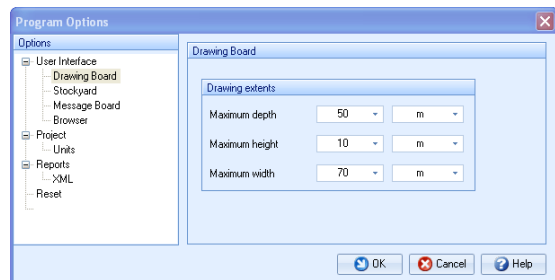 Program Options
Options
User Interface
Drawing Board
Stockyard
Message Board
Browser
Project
Units
Reports
XML
Reset
Drawing Board
Drawing extents
Maximum depth 50 m
Maximum height 10 m
Maximum width 70 m
OK Cancel Help